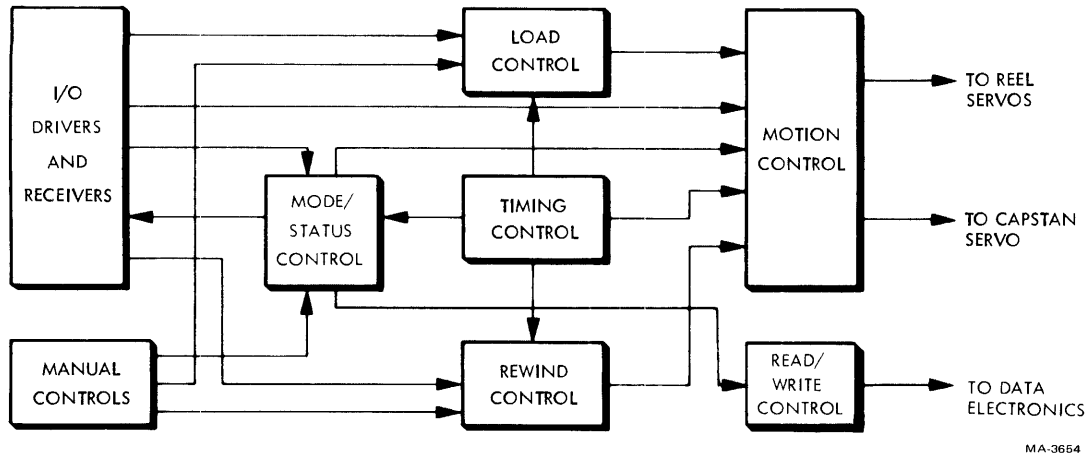 I/O
DRIVERS
AND
RECEIVERS
LOAD
CONTROL
MOTION
CONTROL
TO REEL
SERVOS
MODE/
STATUS
CONTROL
TIMING
CONTROL
TO CAPSTAN
SERVO
MANUAL
CONTROLS
REWIND
CONTROL
READ/
WRITE
CONTROL
TO DATA
ELECTRONICS
MA-3654